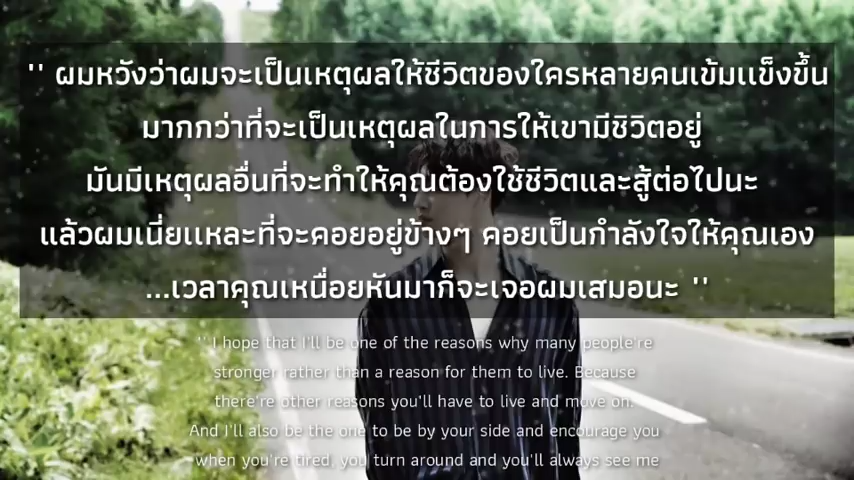 '' ผมหวังว่าผมจะเป็นเหตุผลให้ชีวิตของใครหลายคนเข้มแข็งขึ้น
มากกว่าที่จะเป็นเหตุผลในการให้เขามีชิวิตอยู่
มันมีเหตุผลอื่นที่จะทำให้คุณต้องใช้ชีวิตและสู้ต่อไปนะ
แล้วผมเนี่ยแหละที่จะคอยอยู่ข้างๆ คอยเป็นกำลังใจให้คุณเอง
...เวลาคุณเหนื่อยหันมาก็จะเจอผมเสมอนะ ''
'' I hope that I'll be one of the reasons why many people're
stronger rather than a reason for them to live. Because
there're other reasons you'll have to live and move on.
And I'll also be the one to be by your side and encourage you
when you're tired, you turn around and you'll always see me